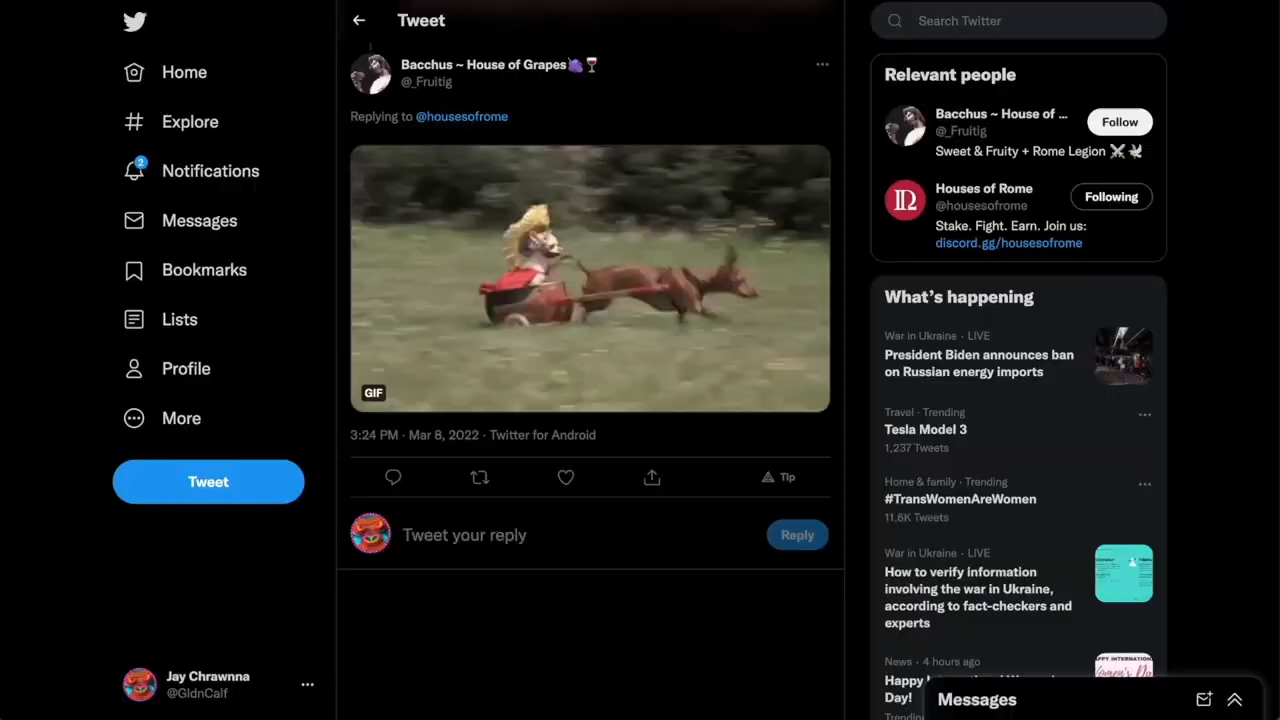 Home
Explore
2
Notifications
Messages
Bookmarks
Lists
Profile
More
Tweet
Jay Chrawnna
@GldnCalf
Tweet
Bacchus ~ House of Grapes🍇🍷
@_Fruitig
Replying to @housesofrome
GIF
3:24 PM · Mar 8, 2022 · Twitter for Android
Tip
Tweet your reply
Reply
Search Twitter
Relevant people
Bacchus ~ House of ...
@_Fruitig
Follow
Sweet & Fruity + Rome Legion ⚔️ 🕊️
Houses of Rome
@housesofrome
Following
Stake. Fight. Earn. Join us:
discord.gg/housesofrome
What's happening
War in Ukraine · LIVE
President Biden announces ban
on Russian energy imports
Travel · Trending
Tesla Model 3
1,237 Tweets
Home & family · Trending
#TransWomenAreWomen
11.6K Tweets
War in Ukraine · LIVE
How to verify information
involving the war in Ukraine,
according to fact-checkers and
experts
News · 4 hours ago
Happy
Day!
Messages